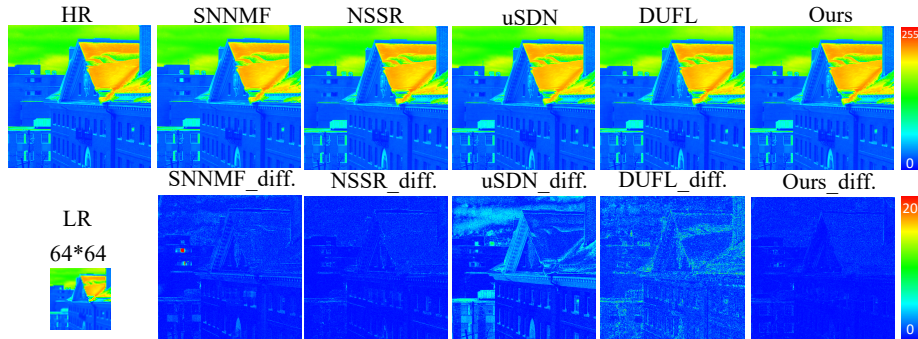 HR SNNMF NSSR uSDN DUFL Ours
255
0
SNNMF_diff. NSSR_diff. uSDN_diff. DUFL_diff. Ours_diff.
LR
64*64
20
0